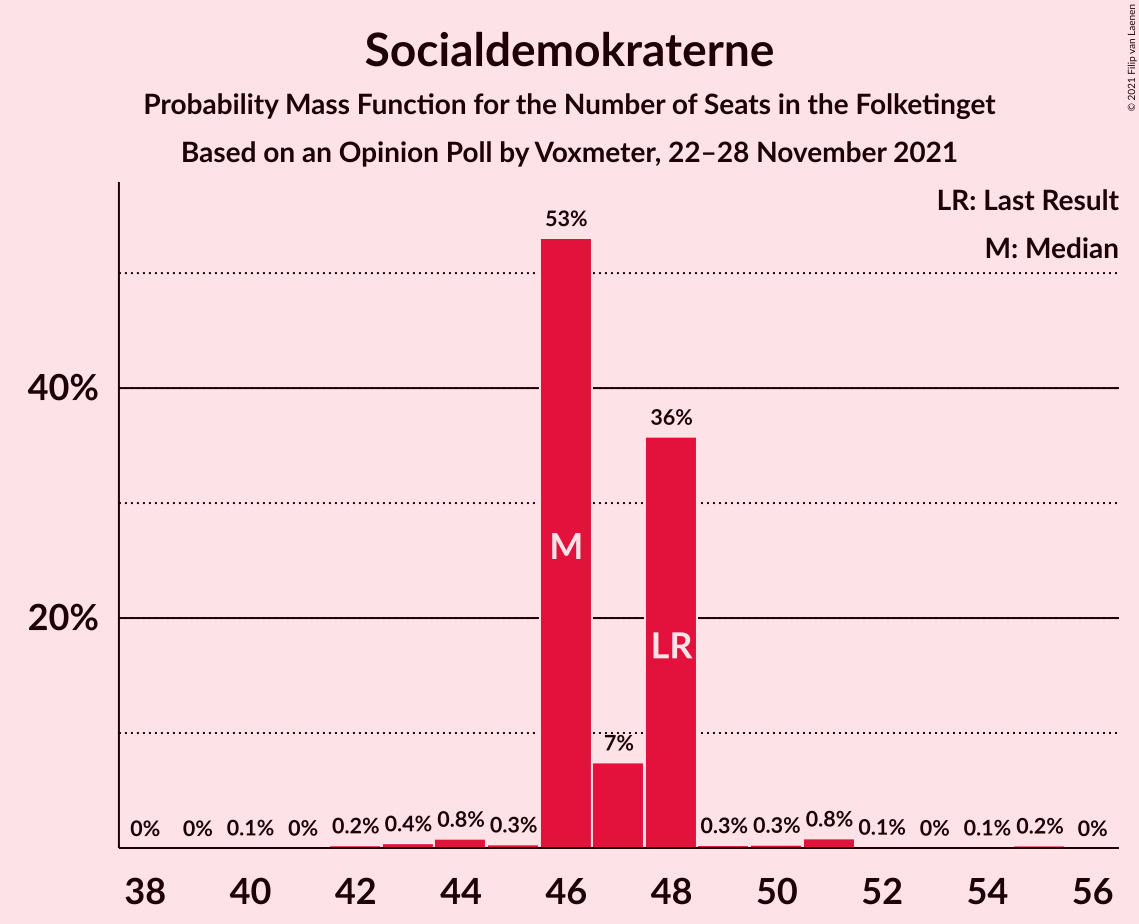 Socialdemokraterne
Probability Mass Function for the Number of Seats in the Folketinget
Based on an Opinion Poll by Voxmeter, 22–28 November 2021
© 2021 Filip van Laenen
LR: Last Result
M: Median
53%
40%
36%
M
20%
LR
7%
0% 0% 0.1% 0% 0.2% 0.4% 0.8% 0.3% 0.3% 0.3% 0.8% 0.1% 0% 0.1% 0.2% 0%
38 40 42 44 46 48 50 52 54 56